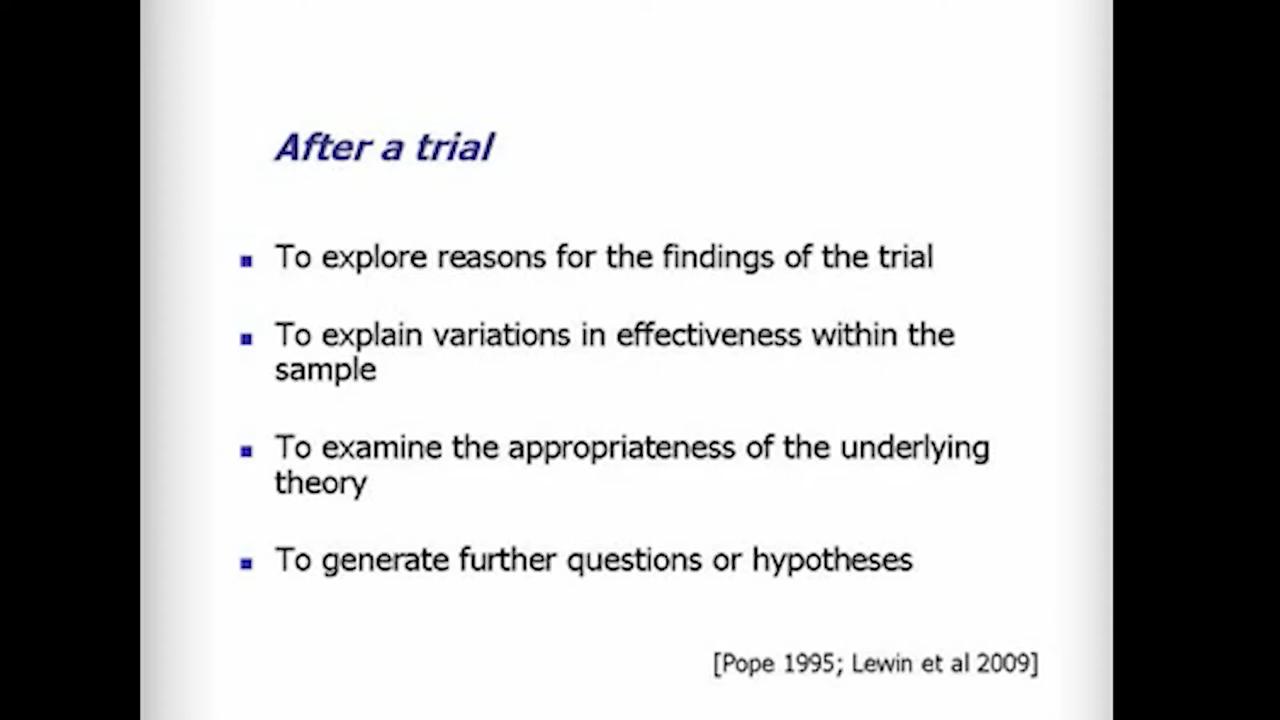 After a trial
To explore reasons for the findings of the trial
To explain variations in effectiveness within the
sample
To examine the appropriateness of the underlying
theory
To generate further questions or hypotheses
[Pope 1995; Lewin et al 2009]